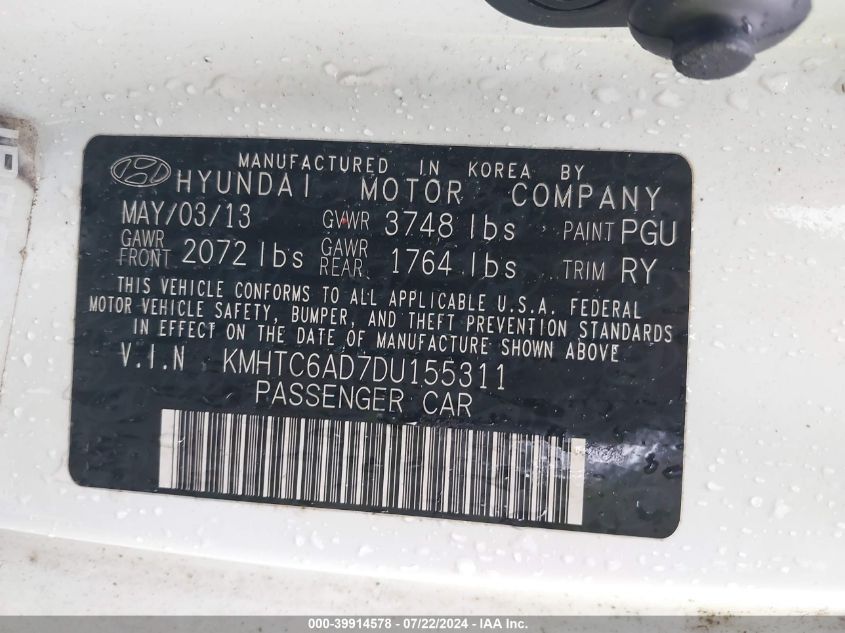 MANUFACTURED IN KOREA BY
HYUNDAI MOTOR COMPANY
MAY/03/13 GVWR 3748 lbs PAINT PGU
GAWR FRONT 2072 lbs GAWR REAR 1764 lbs TRIM RY
THIS VEHICLE CONFORMS TO ALL APPLICABLE U.S.A. FEDERAL
MOTOR VEHICLE SAFETY, BUMPER, AND THEFT PREVENTION STANDARDS
IN EFFECT ON THE DATE OF MANUFACTURE SHOWN ABOVE.
V.I.N KMHTC6AD7DU155311
PASSENGER CAR
000-39914578 / 07/22/2024 - IAA Inc.